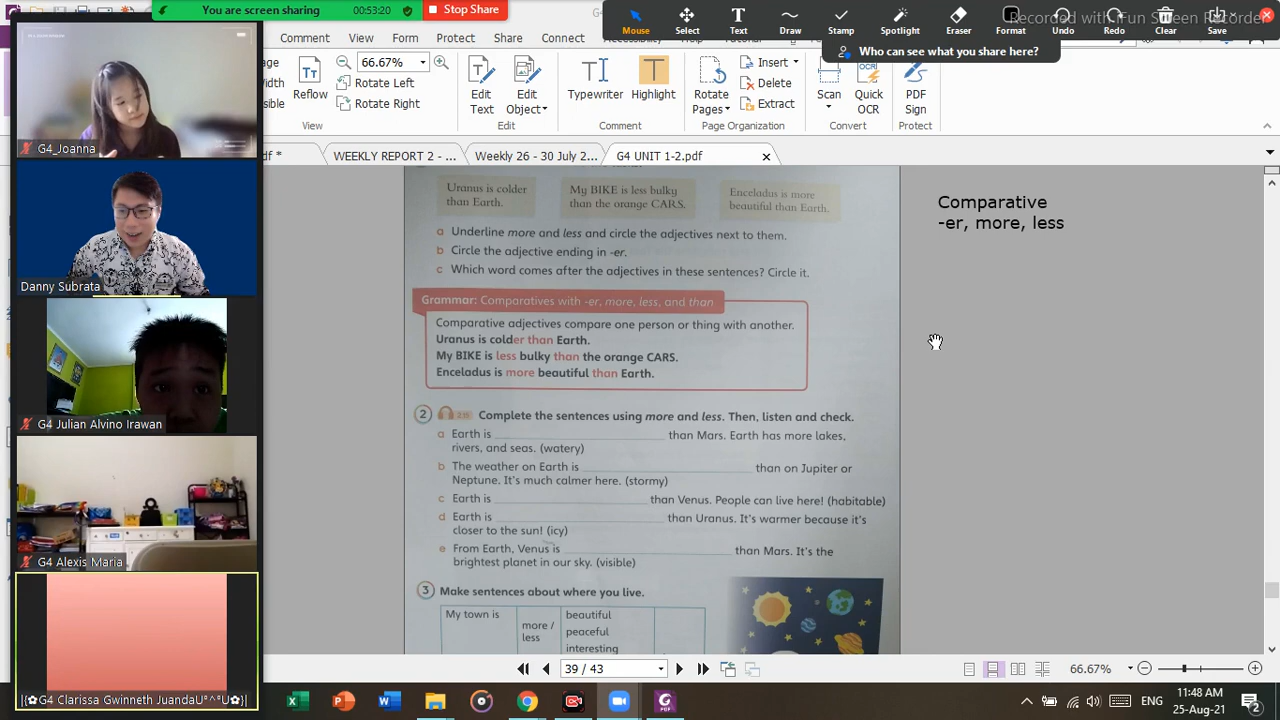 You are screen sharing
00:53:20
Stop Share
Mouse
Select
Text
Draw
Stamp
Spotlight
Eraser
Format
Undo
Redo
Clear
Save
Recorded with iFun Screen Recorder
Who can see what you share here?
Comment
View
Form
Protect
Share
66.67%
Reflow
Rotate Left
Rotate Right
View
Edit Text
Edit Object
Edit
Typewriter
Highlight
Comment
Rotate Pages
Insert
Delete
Extract
Page Organization
Scan
Quick OCR
Convert
PDF Sign
Protect
WEEKLY REPORT 2 - ...
Weekly 26 - 30 July 2...
G4 UNIT 1-2.pdf
G4_Joanna
Danny Subrata
G4 Julian Alvino Irawan
G4 Alexis Maria
|{✿G4 Clarissa Gwinneth JuandaU°^°U✿}|
Uranus is colder
than Earth.
My BIKE is less bulky
than the orange CARS.
Enceladus is more
beautiful than Earth.
a Underline more and less and circle the adjectives next to them.
b Circle the adjective ending in -er.
c Which word comes after the adjectives in these sentences? Circle it.
Grammar: Comparatives with -er, more, less, and than
Comparative adjectives compare one person or thing with another.
Uranus is colder than Earth.
My BIKE is less bulky than the orange CARS.
Enceladus is more beautiful than Earth.
2 Complete the sentences using more and less. Then, listen and check.
a Earth is ____ than Mars. Earth has more lakes,
rivers, and seas. (watery)
b The weather on Earth is ____ than on Jupiter or
Neptune. It's much calmer here. (stormy)
c Earth is ____ than Venus. People can live here! (habitable)
d Earth is ____ than Uranus. It's warmer because it's
closer to the sun! (icy)
e From Earth, Venus is ____ than Mars. It's the
brightest planet in our sky. (visible)
3 Make sentences about where you live.
My town is
more /
less
beautiful
peaceful
interesting
Comparative
-er, more, less
39 / 43
66.67%
ENG
11:48 AM
25-Aug-21